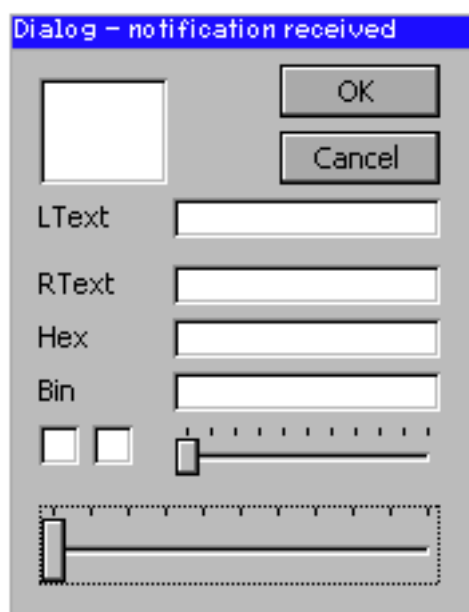 Dialog – notification received
OK
Cancel
LText
RText
Hex
Bin